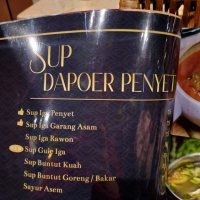 SUP
DAPOER PENYET
Sup Iga Penyet
Sup Iga Garang Asam
Sup Iga Rawon
Sup Gule Iga
Sup Buntut Kuah
Sup Buntut Goreng / Bakar
Sayur Asem